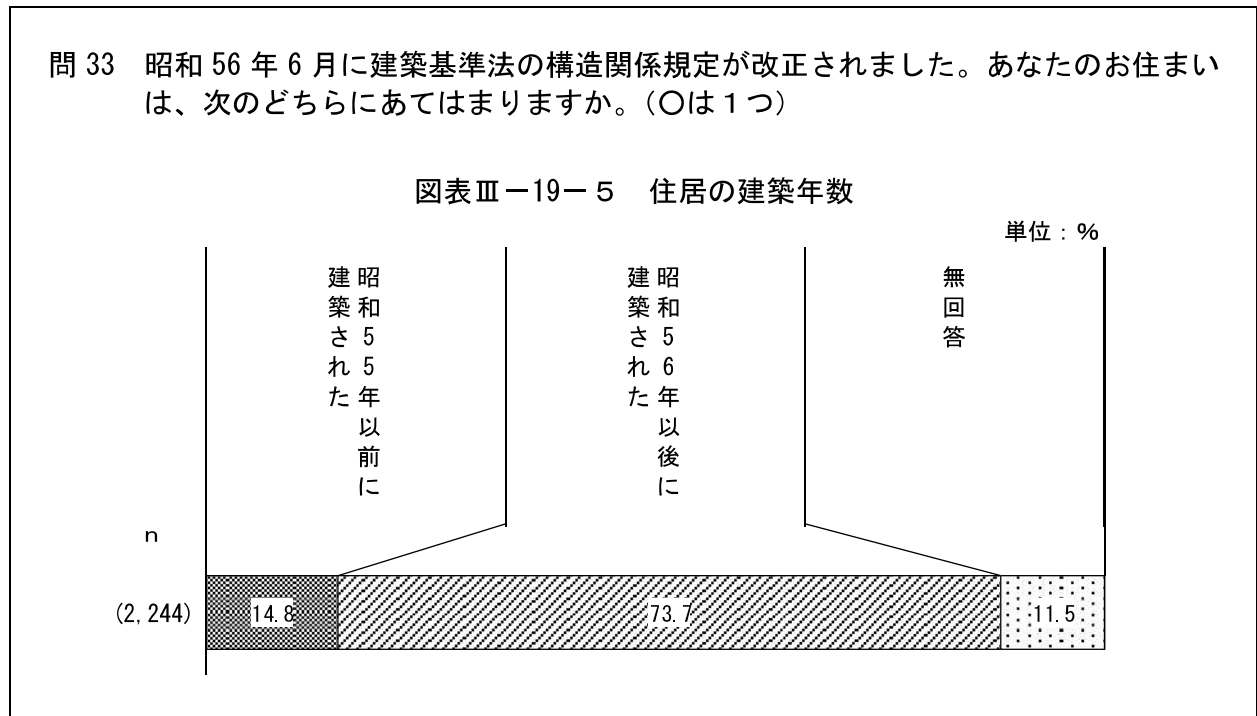 問 33　昭和 56 年 6 月に建築基準法の構造関係規定が改正されました。あなたのお住まい
は、次のどちらにあてはまりますか。（〇は１つ）
図表Ⅲ－19－５　住居の建築年数
単位：％
昭和５５年以前に
建築された
昭和５６年以後に
建築された
無回答
ｎ
(2,244)
14.8
73.7
11.5